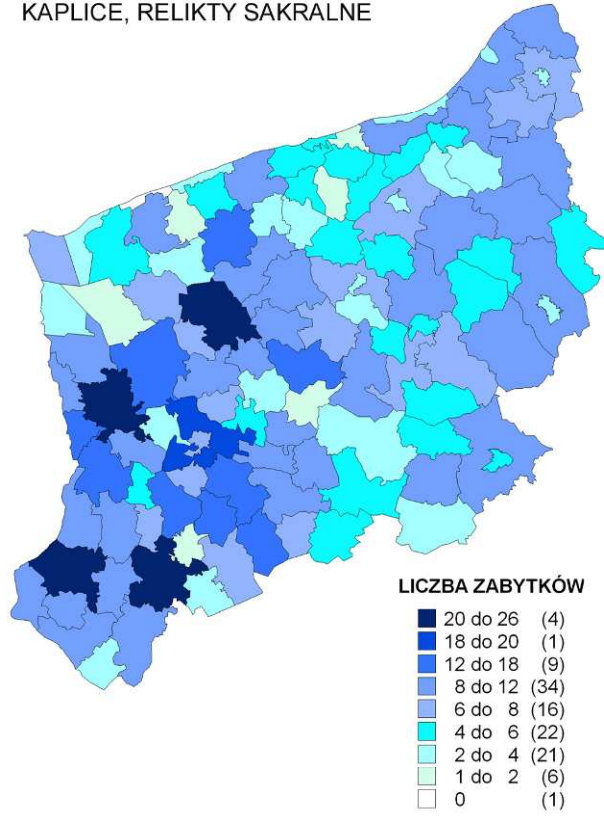 KAPLICE, RELIKTY SAKRALNE
LICZBA ZABYTKÓW
20 do 26 (4)
18 do 20 (1)
12 do 18 (9)
8 do 12 (34)
6 do 8 (16)
4 do 6 (22)
2 do 4 (21)
1 do 2 (6)
0 (1)